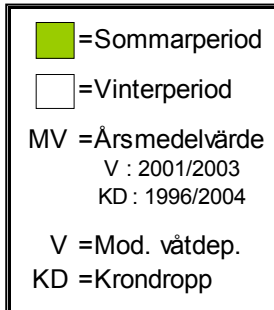 =Sommarperiod
=Vinterperiod
MV =Årsmedelvärde
V : 2001/2003
KD : 1996/2004
V =Mod. våtdep.
KD =Krondropp